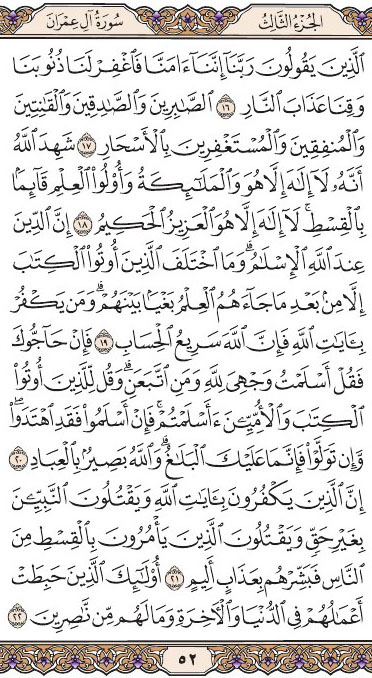 سُورَةُ آلِ عِمْرَانَ
الجُزْءُ الثَّالِثُ
ٱلَّذِينَ يَقُولُونَ رَبَّنَآ إِنَّنَآ ءَامَنَّا فَٱغْفِرْ لَنَا ذُنُوبَنَا
وَقِنَا عَذَابَ ٱلنَّارِ ١٦ ٱلصَّٰبِرِينَ وَٱلصَّٰدِقِينَ وَٱلْقَٰنِتِينَ
وَٱلْمُنفِقِينَ وَٱلْمُسْتَغْفِرِينَ بِٱلْأَسْحَارِ ١٧ شَهِدَ ٱللَّهُ
أَنَّهُۥ لَآ إِلَٰهَ إِلَّا هُوَ وَٱلْمَلَٰٓئِكَةُ وَأُو۟لُوا۟ ٱلْعِلْمِ قَآئِمًۢا
بِٱلْقِسْطِۚ لَآ إِلَٰهَ إِلَّا هُوَ ٱلْعَزِيزُ ٱلْحَكِيمُ ١٨ إِنَّ ٱلدِّينَ
عِندَ ٱللَّهِ ٱلْإِسْلَٰمُۗ وَمَا ٱخْتَلَفَ ٱلَّذِينَ أُوتُوا۟ ٱلْكِتَٰبَ
إِلَّا مِنۢ بَعْدِ مَا جَآءَهُمُ ٱلْعِلْمُ بَغْيًۢا بَيْنَهُمْۗ وَمَن يَكْفُرْ
بِـَٔايَٰتِ ٱللَّهِ فَإِنَّ ٱللَّهَ سَرِيعُ ٱلْحِسَابِ ١٩ فَإِنْ حَآجُّوكَ
فَقُلْ أَسْلَمْتُ وَجْهِىَ لِلَّهِ وَمَنِ ٱتَّبَعَنِۗ وَقُل لِّلَّذِينَ أُوتُوا۟
ٱلْكِتَٰبَ وَٱلْأُمِّيِّـۧنَ ءَأَسْلَمْتُمْۚ فَإِنْ أَسْلَمُوا۟ فَقَدِ ٱهْتَدَوا۟ۖ
وَّإِن تَوَلَّوْا۟ فَإِنَّمَا عَلَيْكَ ٱلْبَلَٰغُۗ وَٱللَّهُ بَصِيرٌۢ بِٱلْعِبَادِ ٢٠
إِنَّ ٱلَّذِينَ يَكْفُرُونَ بِـَٔايَٰتِ ٱللَّهِ وَيَقْتُلُونَ ٱلنَّبِيِّـۧنَ
بِغَيْرِ حَقٍّ وَيَقْتُلُونَ ٱلَّذِينَ يَأْمُرُونَ بِٱلْقِسْطِ مِنَ
ٱلنَّاسِ فَبَشِّرْهُم بِعَذَابٍ أَلِيمٍ ٢١ أُو۟لَٰٓئِكَ ٱلَّذِينَ حَبِطَتْ
أَعْمَٰلُهُمْ فِى ٱلدُّنْيَا وَٱلْأَخِرَةِ وَمَا لَهُم مِّن نَّٰصِرِينَ ٢٢
٥٢